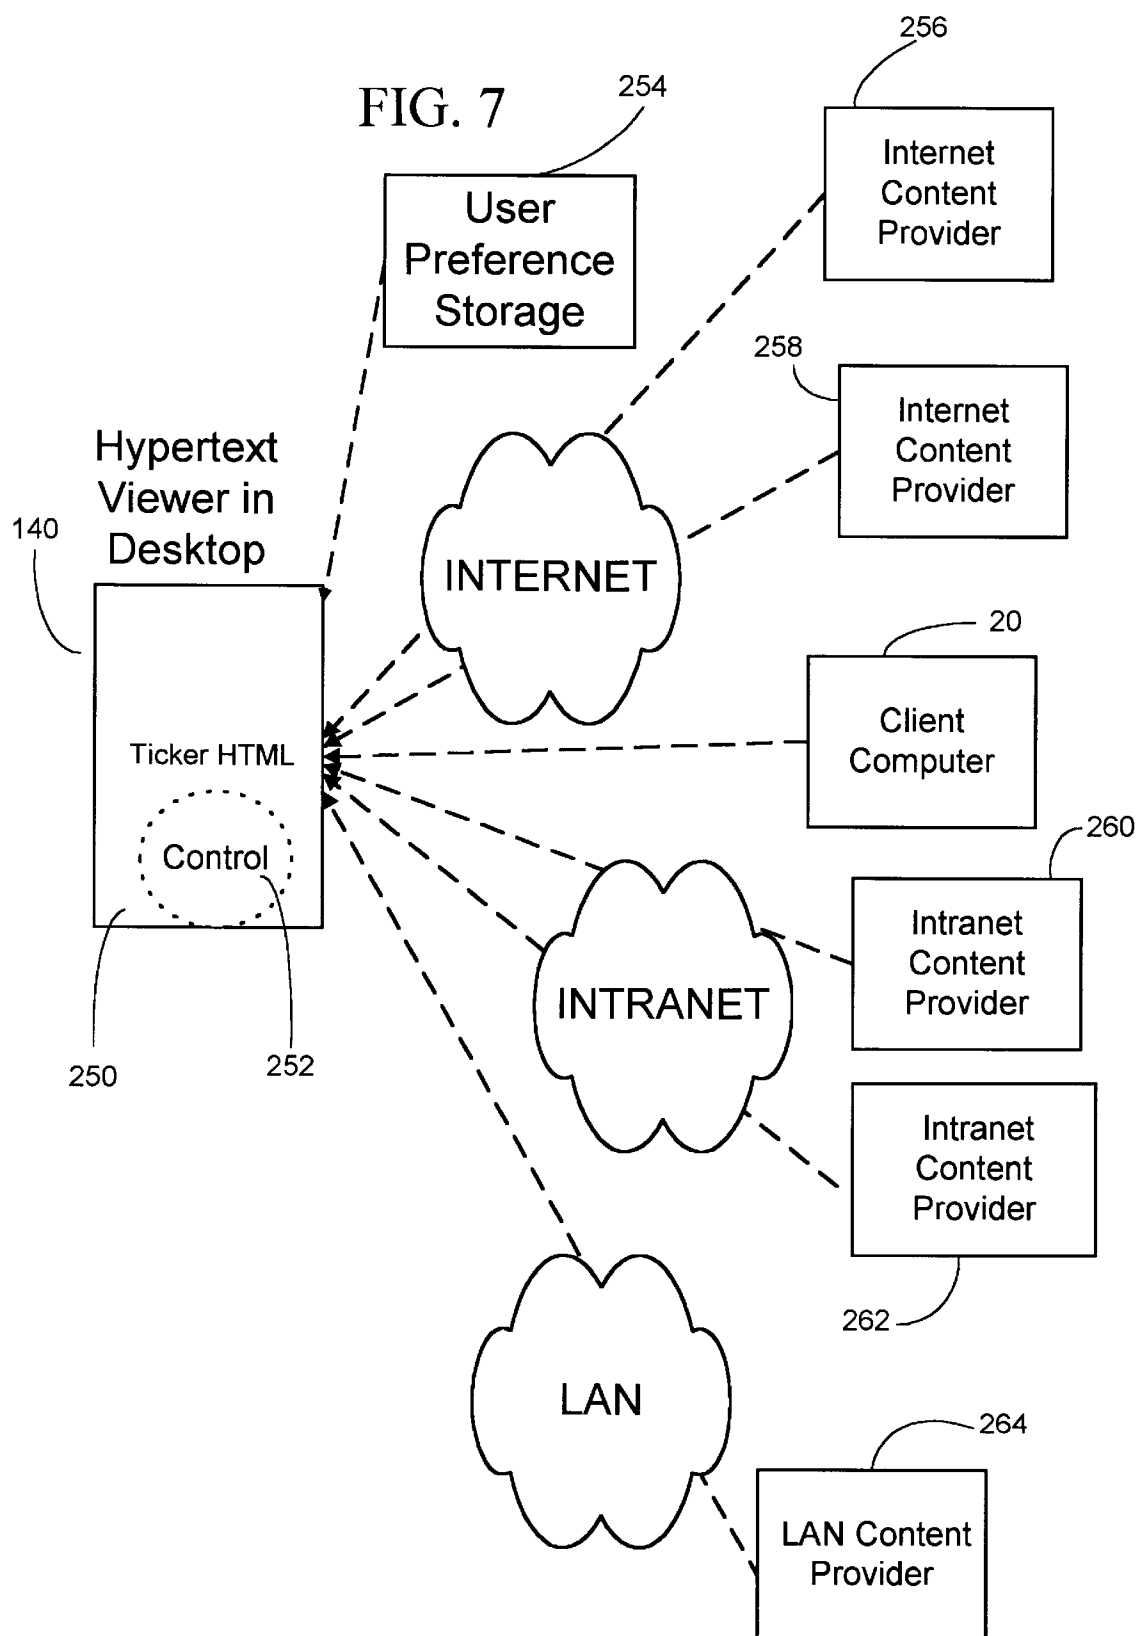 256
254
FIG. 7
Internet
Content
Provider
User
Preference
Storage
258
Internet
Content
Provider
Hypertext
Viewer in
Desktop
140
INTERNET
20
Client
Computer
Ticker HTML
Control
260
Intranet
Content
Provider
INTRANET
250
252
Intranet
Content
Provider
262
LAN
264
LAN Content
Provider